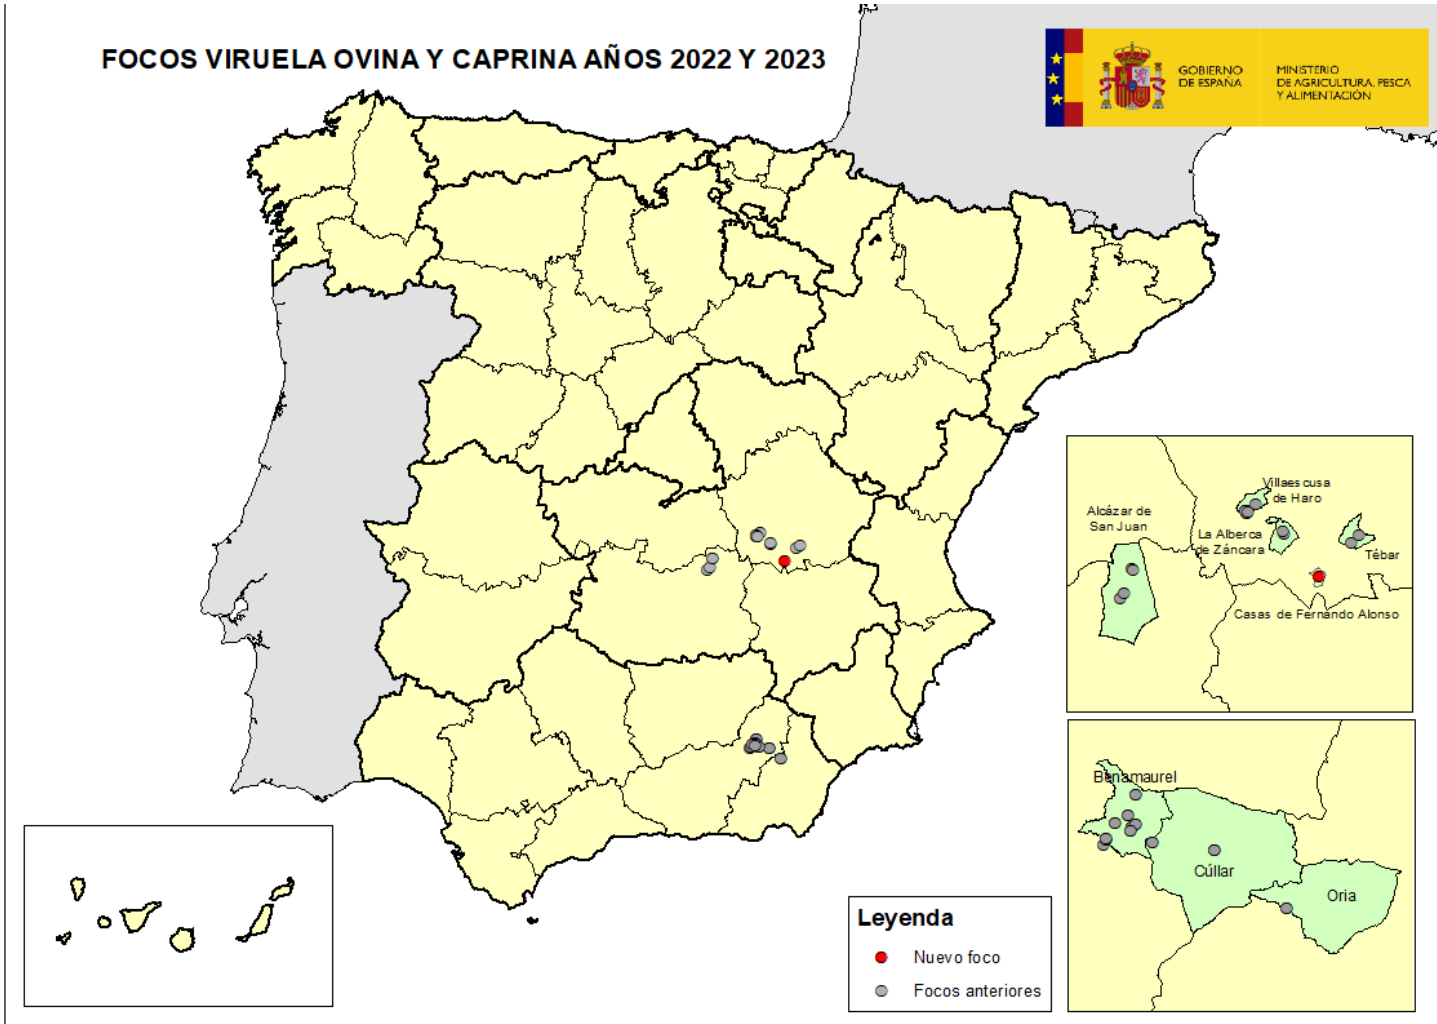 FOCOS VIRUELA OVINA Y CAPRINA AÑOS 2022 Y 2023
GOBIERNO
DE ESPAÑA
MINISTERIO
DE AGRICULTURA, PESCA
Y ALIMENTACIÓN
Villaescusa
de Haro
Alcázar de
San Juan
La Alberca
de Záncara
Tébar
Casas de Fernando Alonso
Benamaurel
Cúllar
Oria
Leyenda
Nuevo foco
Focos anteriores